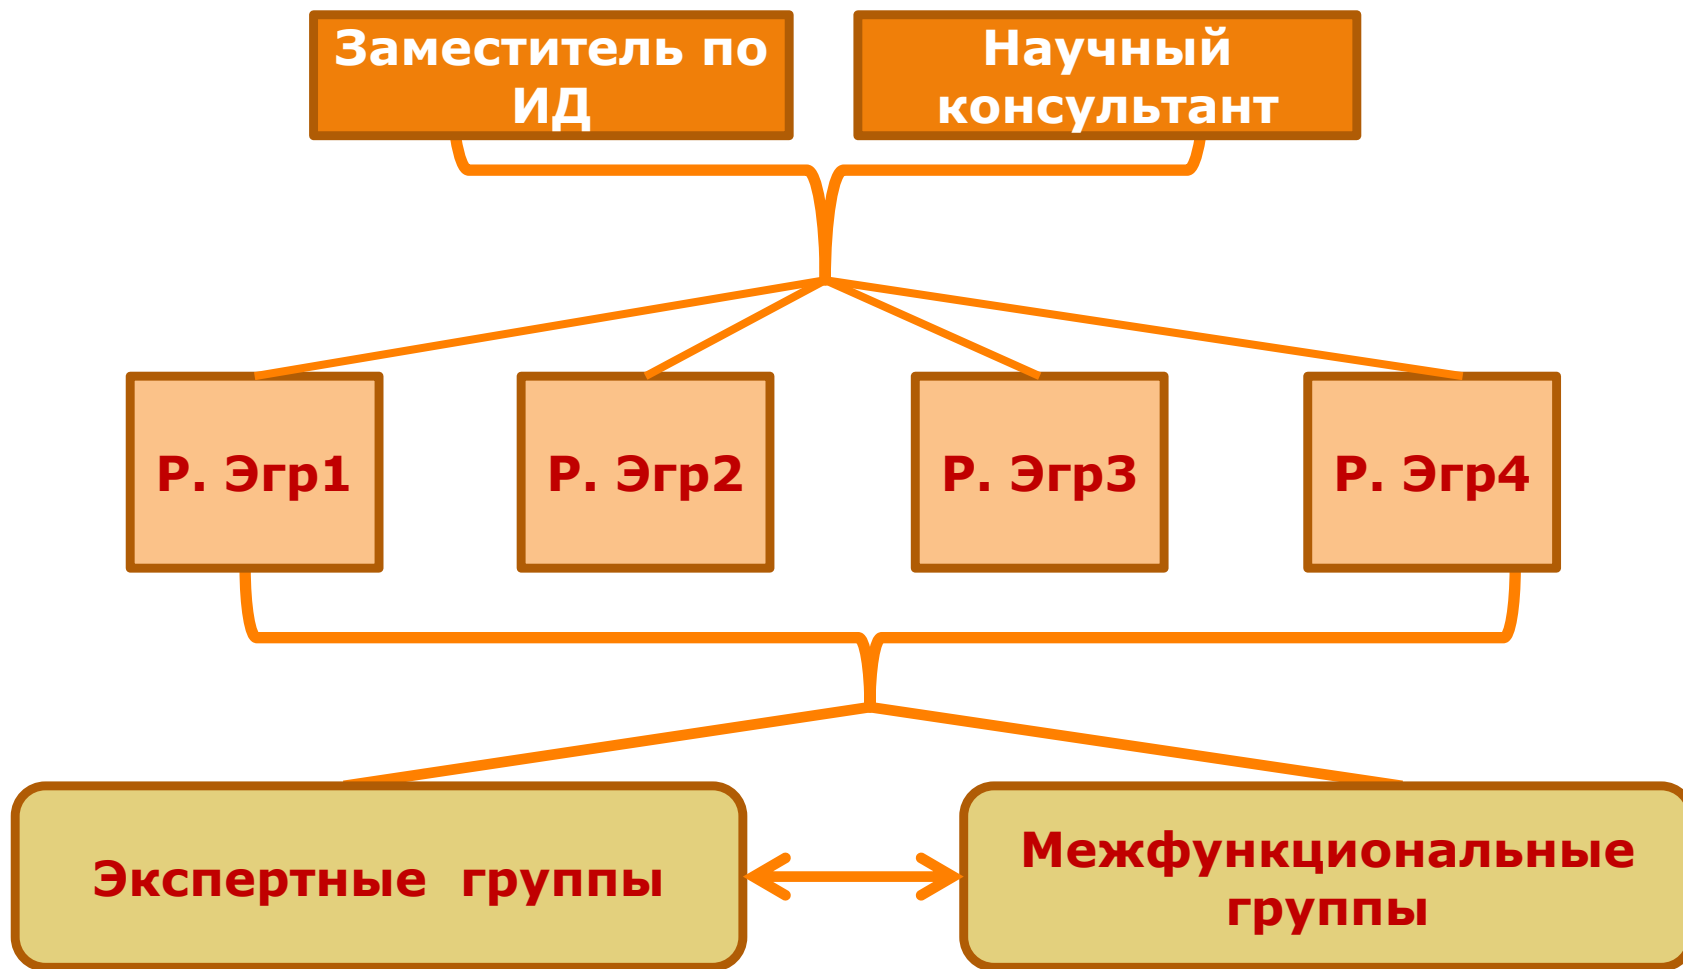 Заместитель по
ИД
Научный
консультант
Р. Эгр1
Р. Эгр2
Р. Эгр3
Р. Эгр4
Экспертные группы
Межфункциональные
группы